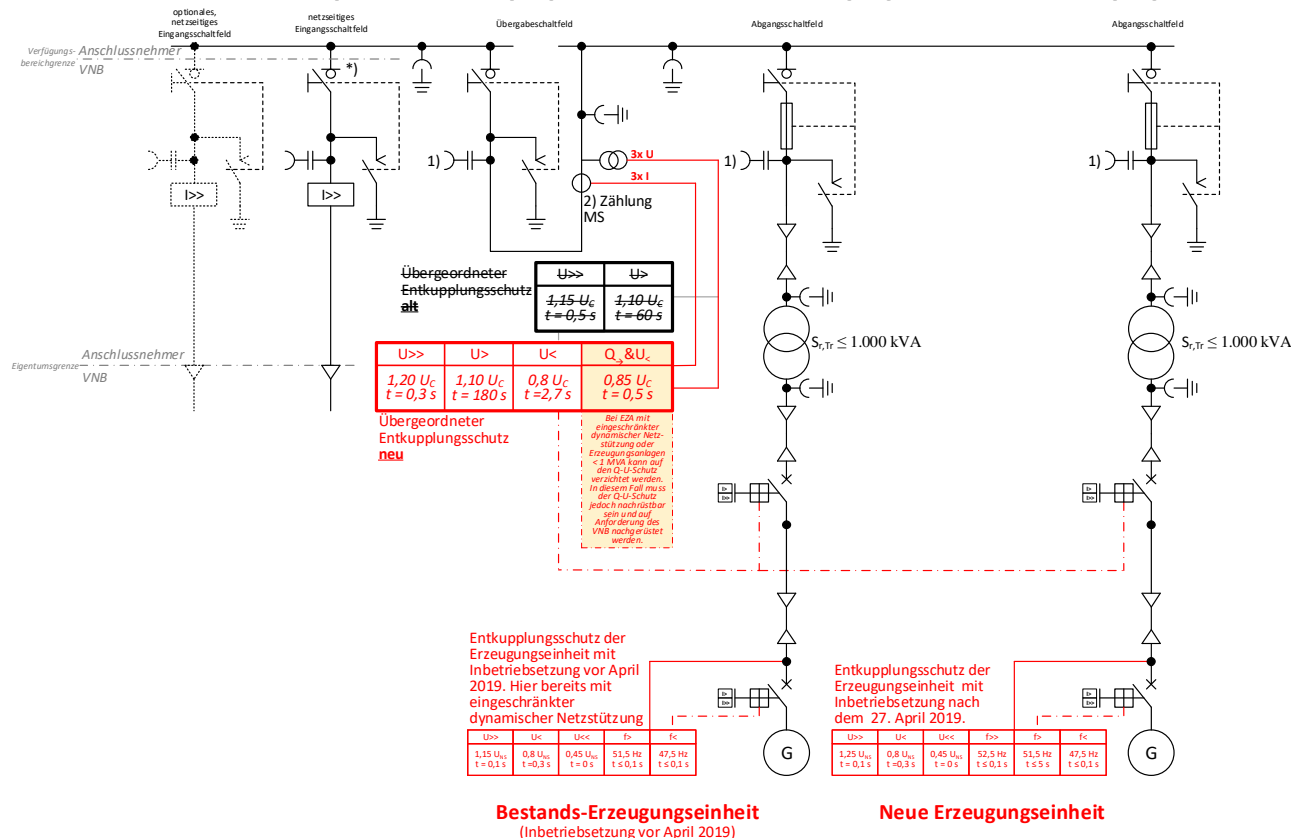 optionales,
netzseitiges
Eingangsschaltfeld
netzseitiges
Eingangsschaltfeld
Übergabeschaltfeld
Abgangsschaltfeld
Abgangsschaltfeld
Verfügungs-
bereichgrenze
Anschlussnehmer
VNB
*)
1)
1)
1)
3x U
3x I
I>>
I>>
2) Zählung
MS
Übergeordneter
Entkupplungsschutz
alt
U>> U>
1,15 Uc 1,10 Uc
t = 0,5 s t = 60 s
Eigentumsgrenze
Anschlussnehmer
VNB
U>> U> U< Q→&U<
1,20 UC 1,10 UC 0,8 UC 0,85 UC
t = 0,3 s t = 180 s t =2,7 s t = 0,5 s
Übergeordneter
Entkupplungsschutz
neu
Bei EZA mit
eingeschränkter
dynamischer Netz-
stützung oder
Erzeugungsanlagen
< 1 MVA kann auf
den Q-U-Schutz
verzichtet werden.
In diesem Fall muss
der Q-U-Schutz
jedoch nachrüstbar
sein und auf
Anforderung des
VNB nachgerüstet
werden.
Sr,Tr ≤ 1.000 kVA
Sr,Tr ≤ 1.000 kVA
Entkupplungsschutz der
Erzeugungseinheit mit
Inbetriebsetzung vor April
2019. Hier bereits mit
eingeschränkter
dynamischer Netzstützung
U>> U< U<< f> f<
1,15 UNS 0,8 UNS 0,45 UNS 51,5 Hz 47,5 Hz
t = 0,1 s t =0,3 s t = 0 s t ≤ 0,1 s t ≤ 0,1 s
G
Entkupplungsschutz der
Erzeugungseinheit mit
Inbetriebsetzung nach
dem 27. April 2019.
U>> U< U<< f>> f> f<
1,25 UNS 0,8 UNS 0,45 UNS 52,5 Hz 51,5 Hz 47,5 Hz
t = 0,1 s t =0,3 s t = 0 s t ≤ 0,1 s t ≤ 5 s t ≤ 0,1 s
G
Bestands-Erzeugungseinheit
(Inbetriebsetzung vor April 2019)
Neue Erzeugungseinheit